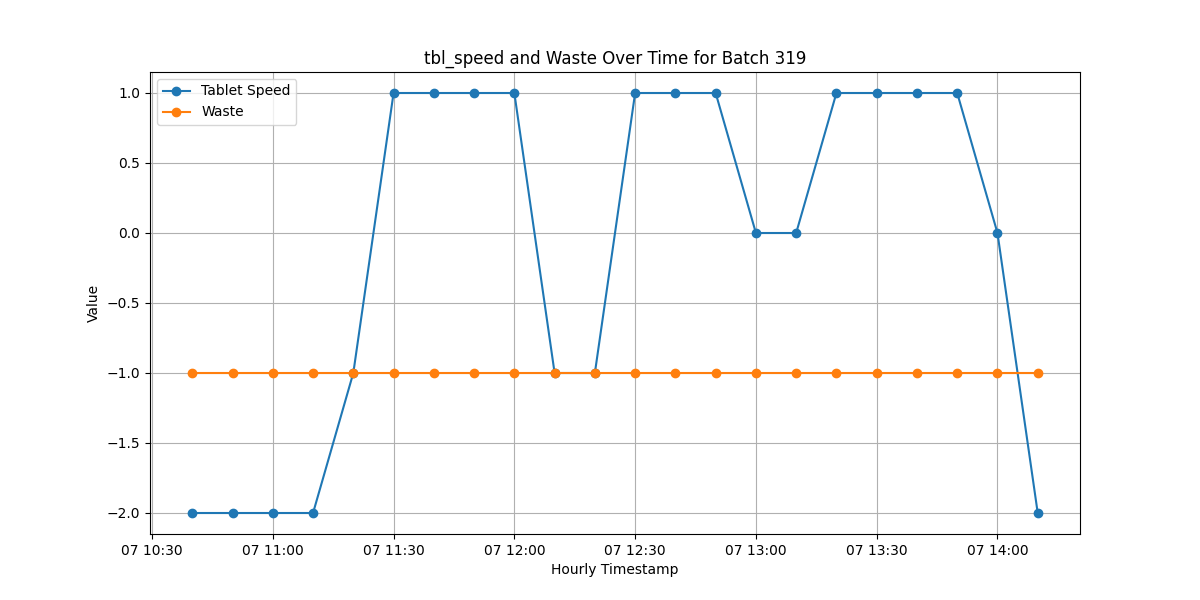 tbl_speed and Waste Over Time for Batch 319
Tablet Speed
Waste
1.0
0.5
0.0
−0.5
−1.0
−1.5
−2.0
Value
07 10:30 07 11:00 07 11:30 07 12:00 07 12:30 07 13:00 07 13:30 07 14:00
Hourly Timestamp